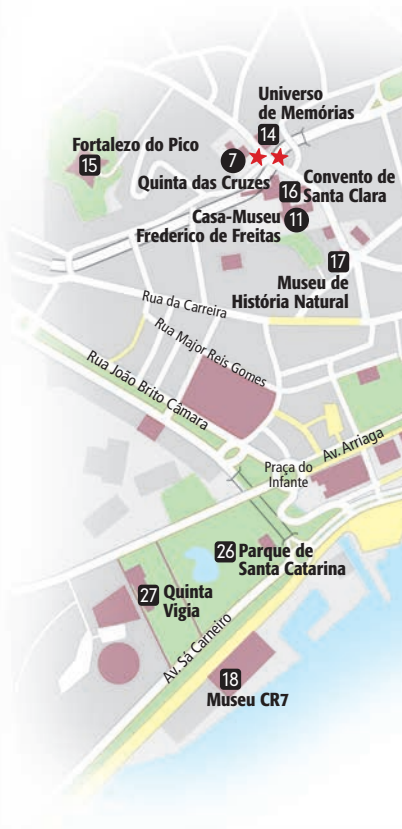 Universo
de Memórias
14
Fortalezo do Pico
15
7
Quinta das Cruzes
16
Convento de
Santa Clara
Casa-Museu
Frederico de Freitas
11
17
Museu de
História Natural
Rua da Carreira
Rua Major Reis Gomes
Rua João Brito Câmara
Av. Arriaga
Praça do
Infante
26 Parque de
Santa Catarina
27 Quinta
Vigia
Av. Sá Carneiro
18
Museu CR7